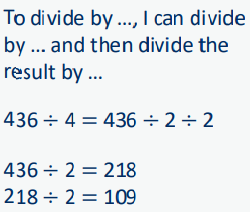 To divide by ..., I can divide
by ... and then divide the
result by ...
436 ÷ 4 = 436 ÷ 2 ÷ 2
436 ÷ 2 = 218
218 ÷ 2 = 109